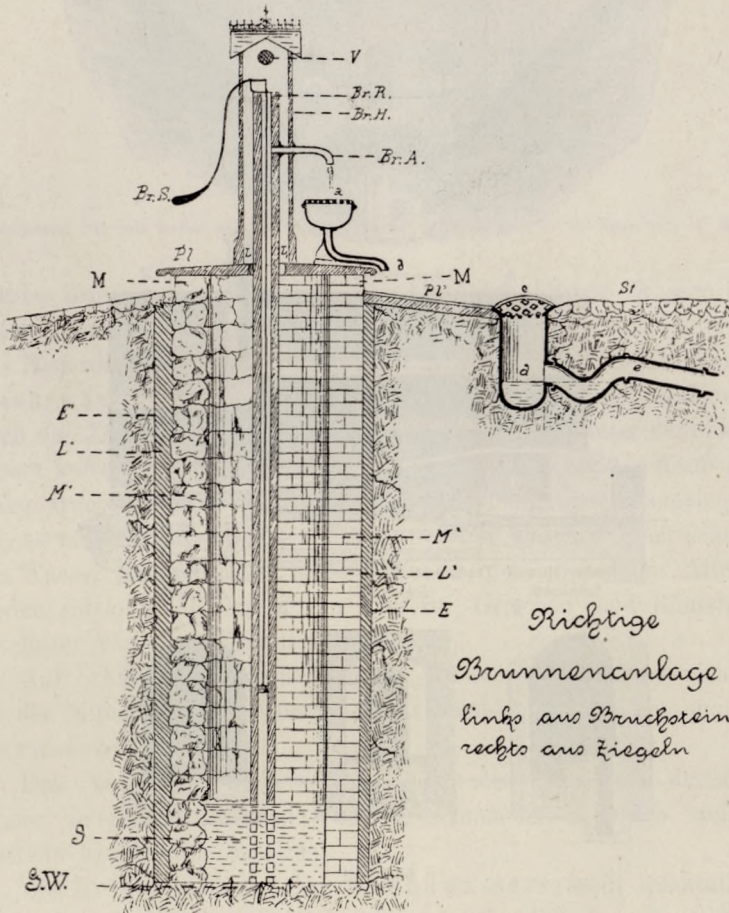 V
Br.R.
Br.H.
Br.A.
Br.S.
a
Pl
L L
b
M
M
Pl'
c
St
d
e
E
L'
M'
M'
L'
E
S
S.W.
Richtige
Brunnenanlage
links aus Bruchstein
rechts aus Ziegeln